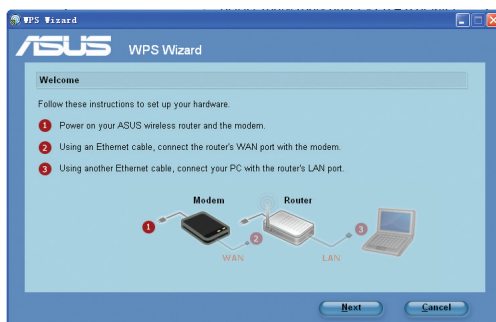 WPS Wizard
ASUS WPS Wizard
Welcome
Follow these instructions to set up your hardware.
1 Power on your ASUS wireless router and the modem.
2 Using an Ethernet cable, connect the router's WAN port with the modem.
3 Using another Ethernet cable, connect your PC with the router's LAN port.
Modem Router
1 2 3
WAN LAN
Next Cancel